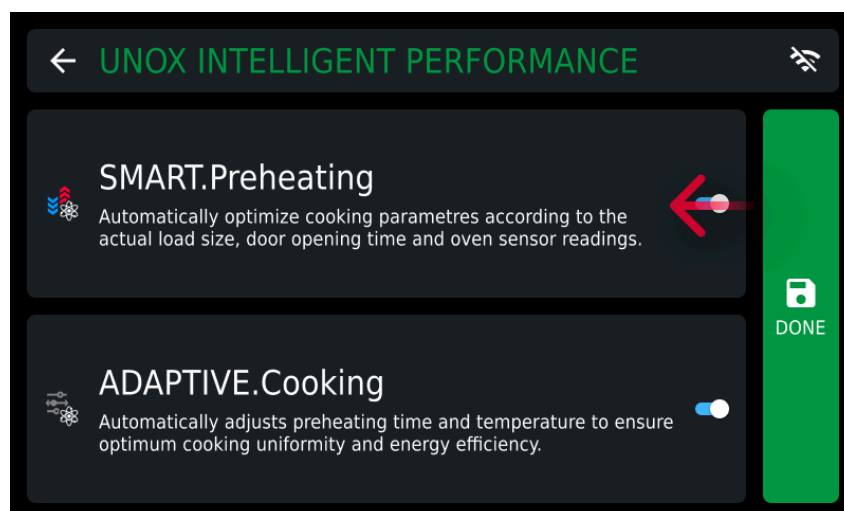 UNOX INTELLIGENT PERFORMANCE
SMART.Preheating
Automatically optimize cooking parametres according to the
actual load size, door opening time and oven sensor readings.
DONE
ADAPTIVE.Cooking
Automatically adjusts preheating time and temperature to ensure
optimum cooking uniformity and energy efficiency.